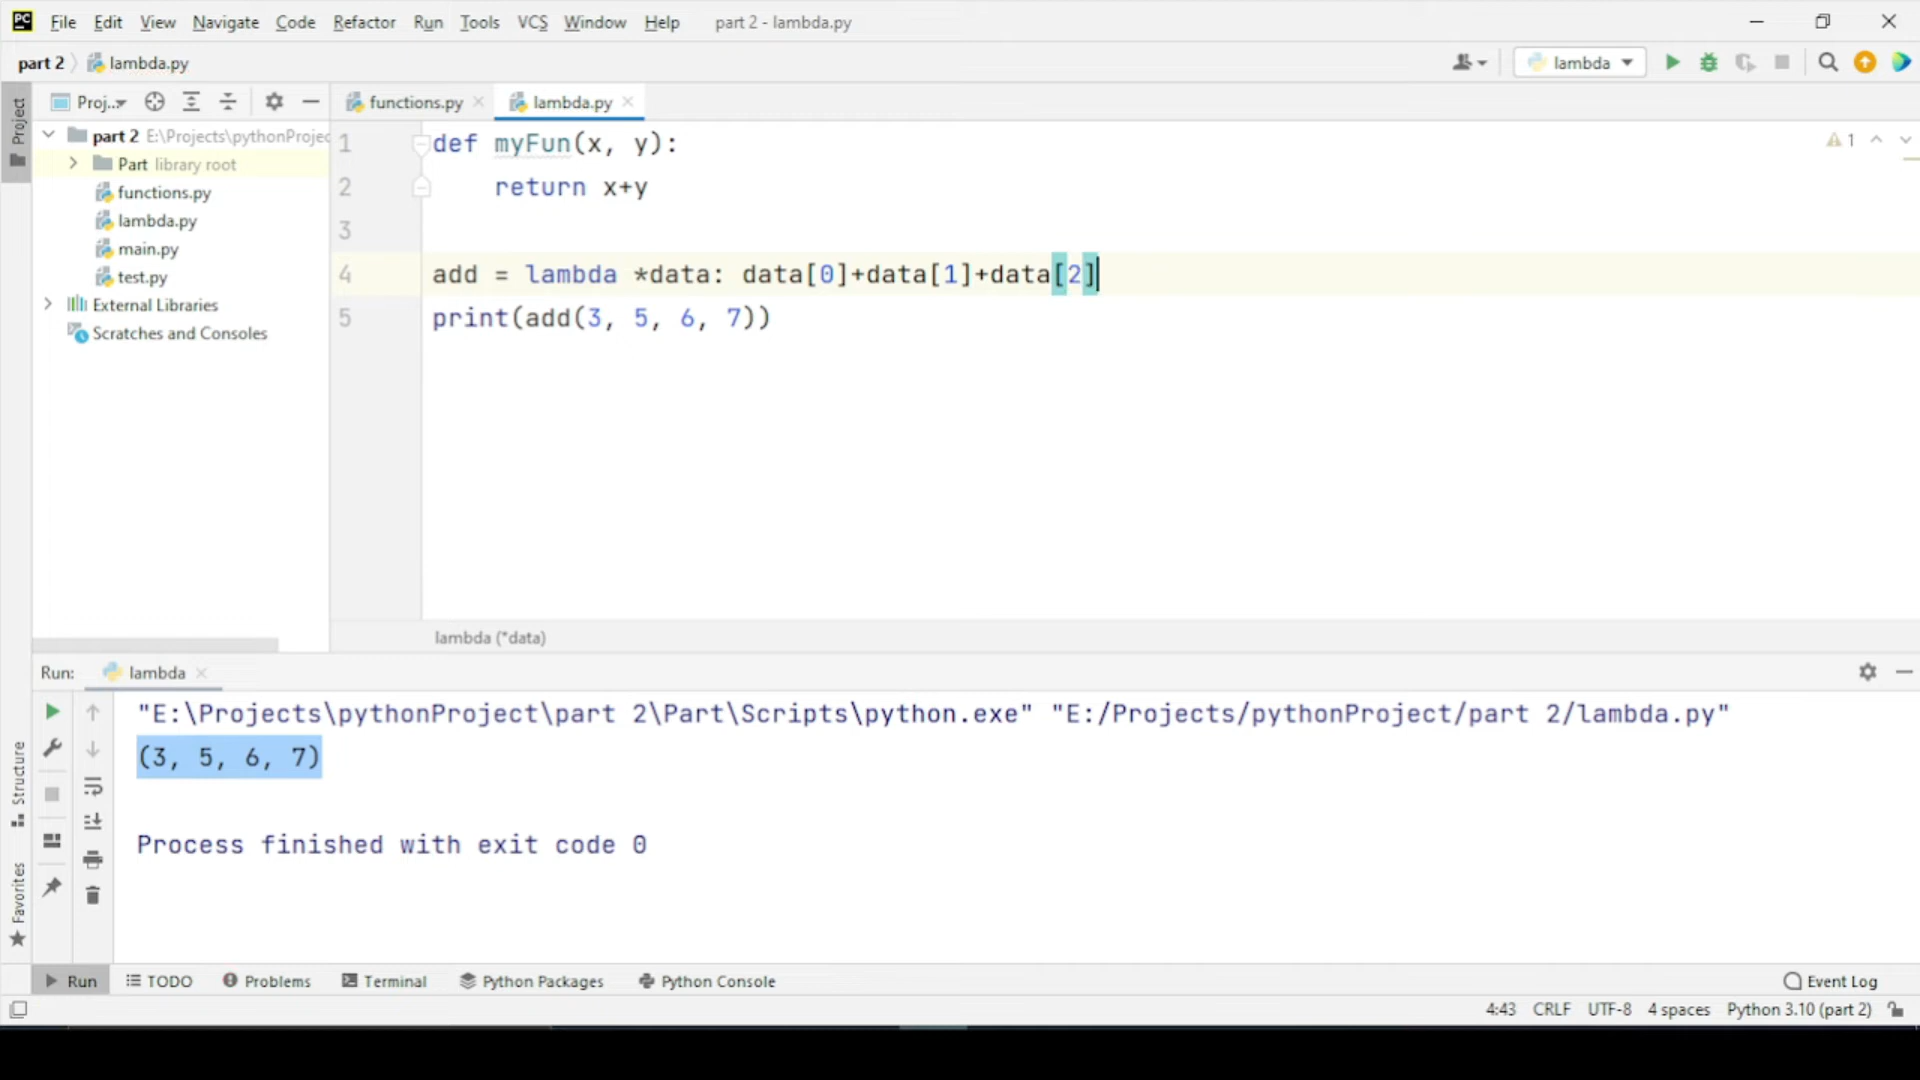 PC File Edit View Navigate Code Refactor Run Tools VCS Window Help part 2 - lambda.py
part 2 lambda.py lambda
Project
Proj... functions.py lambda.py
part 2 E:\Projects\pythonProjec
Part library root
functions.py
lambda.py
main.py
test.py
External Libraries
Scratches and Consoles
1 def myFun(x, y):
2 return x+y
3
4 add = lambda *data: data[0]+data[1]+data[2]
5 print(add(3, 5, 6, 7))
1
lambda (*data)
Run: lambda
"E:\Projects\pythonProject\part 2\Part\Scripts\python.exe" "E:/Projects/pythonProject/part 2/lambda.py"
(3, 5, 6, 7)
Process finished with exit code 0
Structure
Favorites
Run TODO Problems Terminal Python Packages Python Console Event Log
4:43 CRLF UTF-8 4 spaces Python 3.10 (part 2)